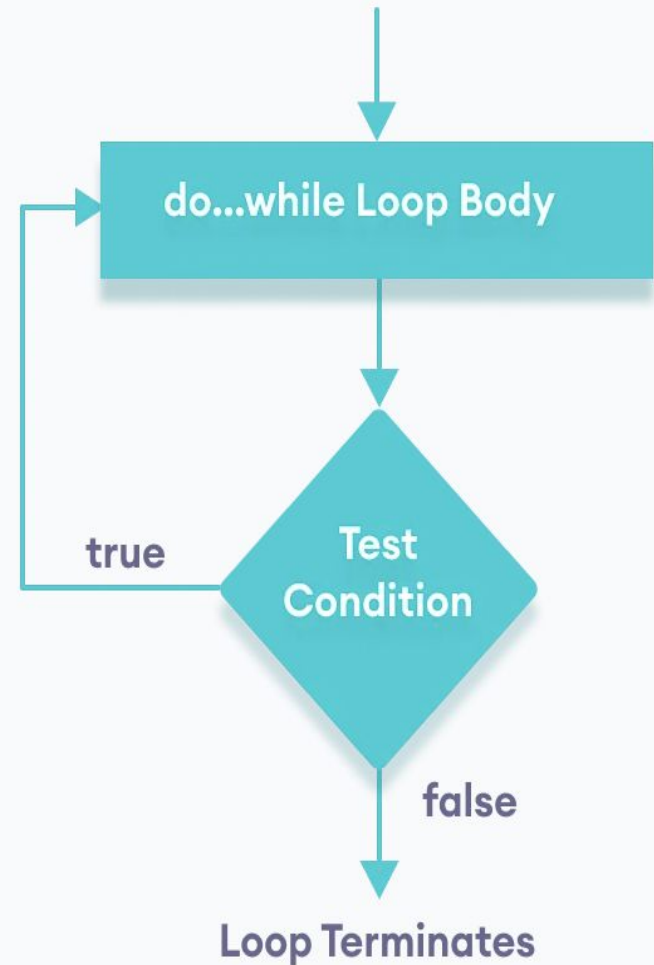 do...while Loop Body
true
Test
Condition
false
Loop Terminates